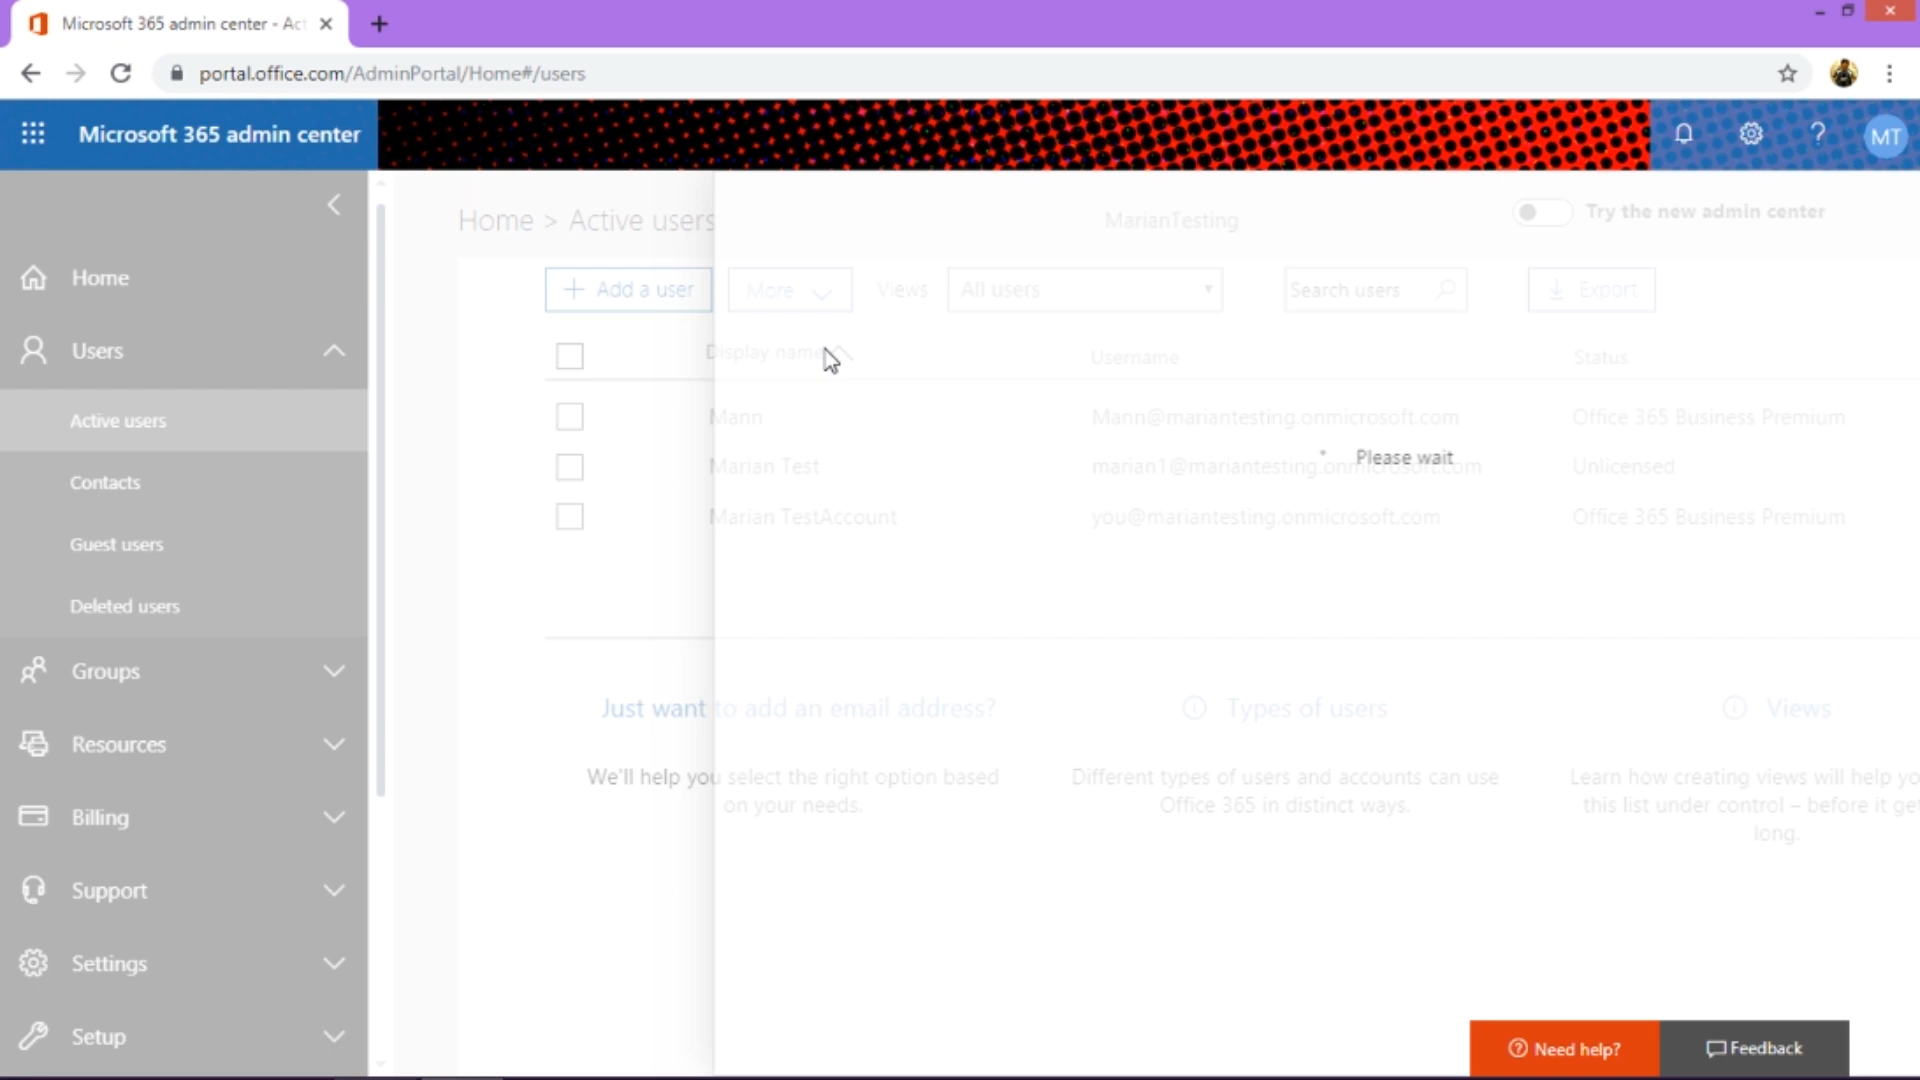 Microsoft 365 admin center - Act
portal.office.com/AdminPortal/Home#/users
Microsoft 365 admin center
MT
Home > Active users
MarianTesting
Try the new admin center
Add a user
More
Views
All users
Search users
Export
Display name
Username
Status
Mann
Mann@mariantesting.onmicrosoft.com
Office 365 Business Premium
Please wait
Marian Test
marian1@mariantesting.onmicrosoft.com
Unlicensed
Marian TestAccount
you@mariantesting.onmicrosoft.com
Office 365 Business Premium
Home
Users
Active users
Contacts
Guest users
Deleted users
Groups
Resources
Billing
Support
Settings
Setup
Just want to add an email address?
We'll help you select the right option based
on your needs.
Types of users
Different types of users and accounts can use
Office 365 in distinct ways.
Views
Learn how creating views will help yo
this list under control – before it get
long.
Need help?
Feedback